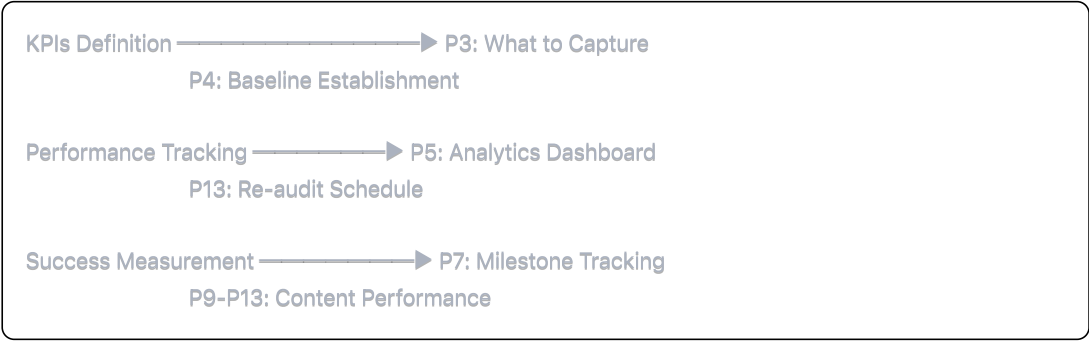 KPIs Definition ───────────▶ P3: What to Capture
P4: Baseline Establishment
Performance Tracking ──────▶ P5: Analytics Dashboard
P13: Re-audit Schedule
Success Measurement ───────▶ P7: Milestone Tracking
P9-P13: Content Performance